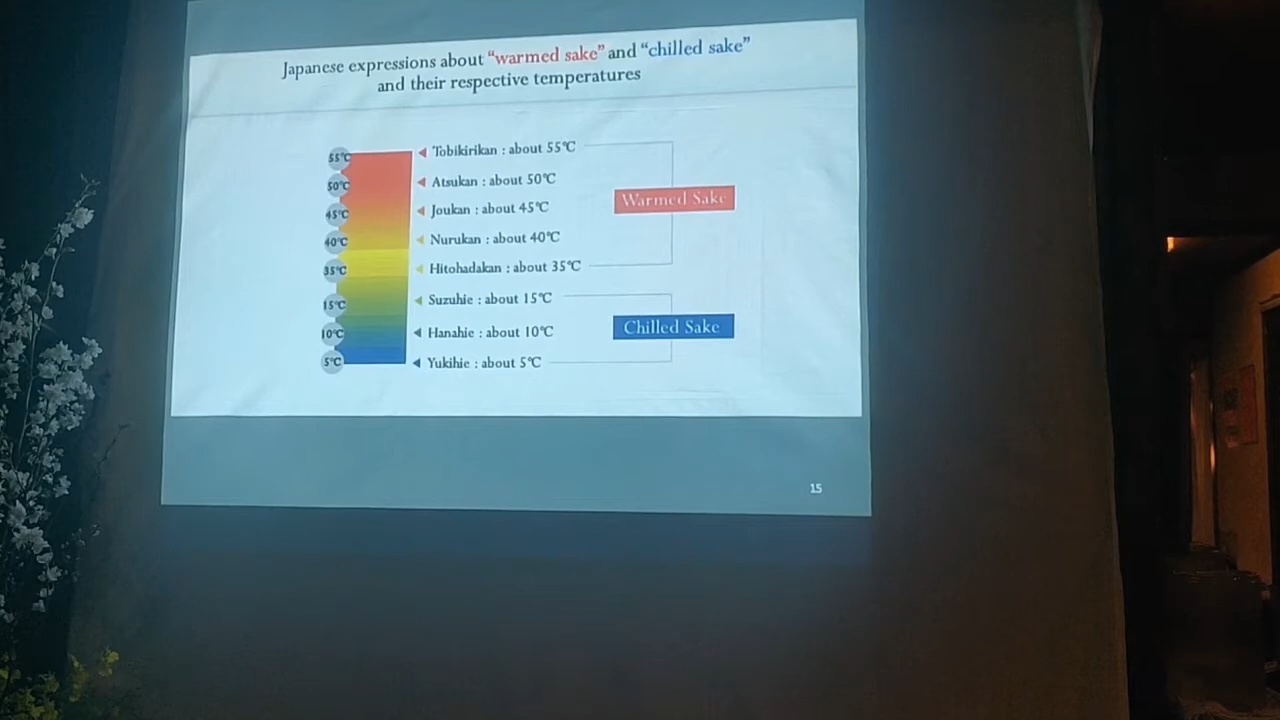 Japanese expressions about “warmed sake” and “chilled sake”
and their respective temperatures
55℃ Tobikirikan : about 55℃
50℃ Atsukan : about 50℃
45℃ Joukan : about 45℃
40℃ Nurukan : about 40℃
35℃ Hitohadakan : about 35℃
Warmed Sake
15℃ Suzuhie : about 15℃
10℃ Hanahie : about 10℃
5℃ Yukihie : about 5℃
Chilled Sake
15